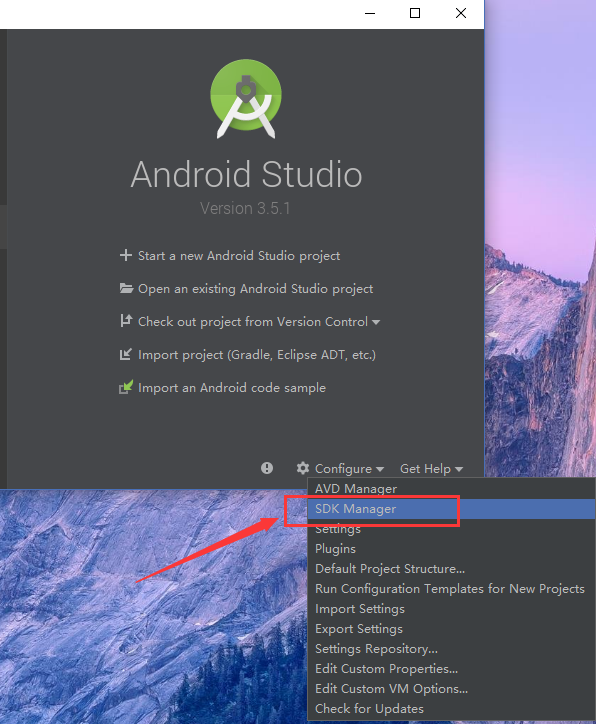 Android Studio
Version 3.5.1
Start a new Android Studio project
Open an existing Android Studio project
Check out project from Version Control
Import project (Gradle, Eclipse ADT, etc.)
Import an Android code sample
Configure Get Help
AVD Manager
SDK Manager
Settings
Plugins
Default Project Structure...
Run Configuration Templates for New Projects
Import Settings
Export Settings
Settings Repository...
Edit Custom Properties...
Edit Custom VM Options...
Check for Updates